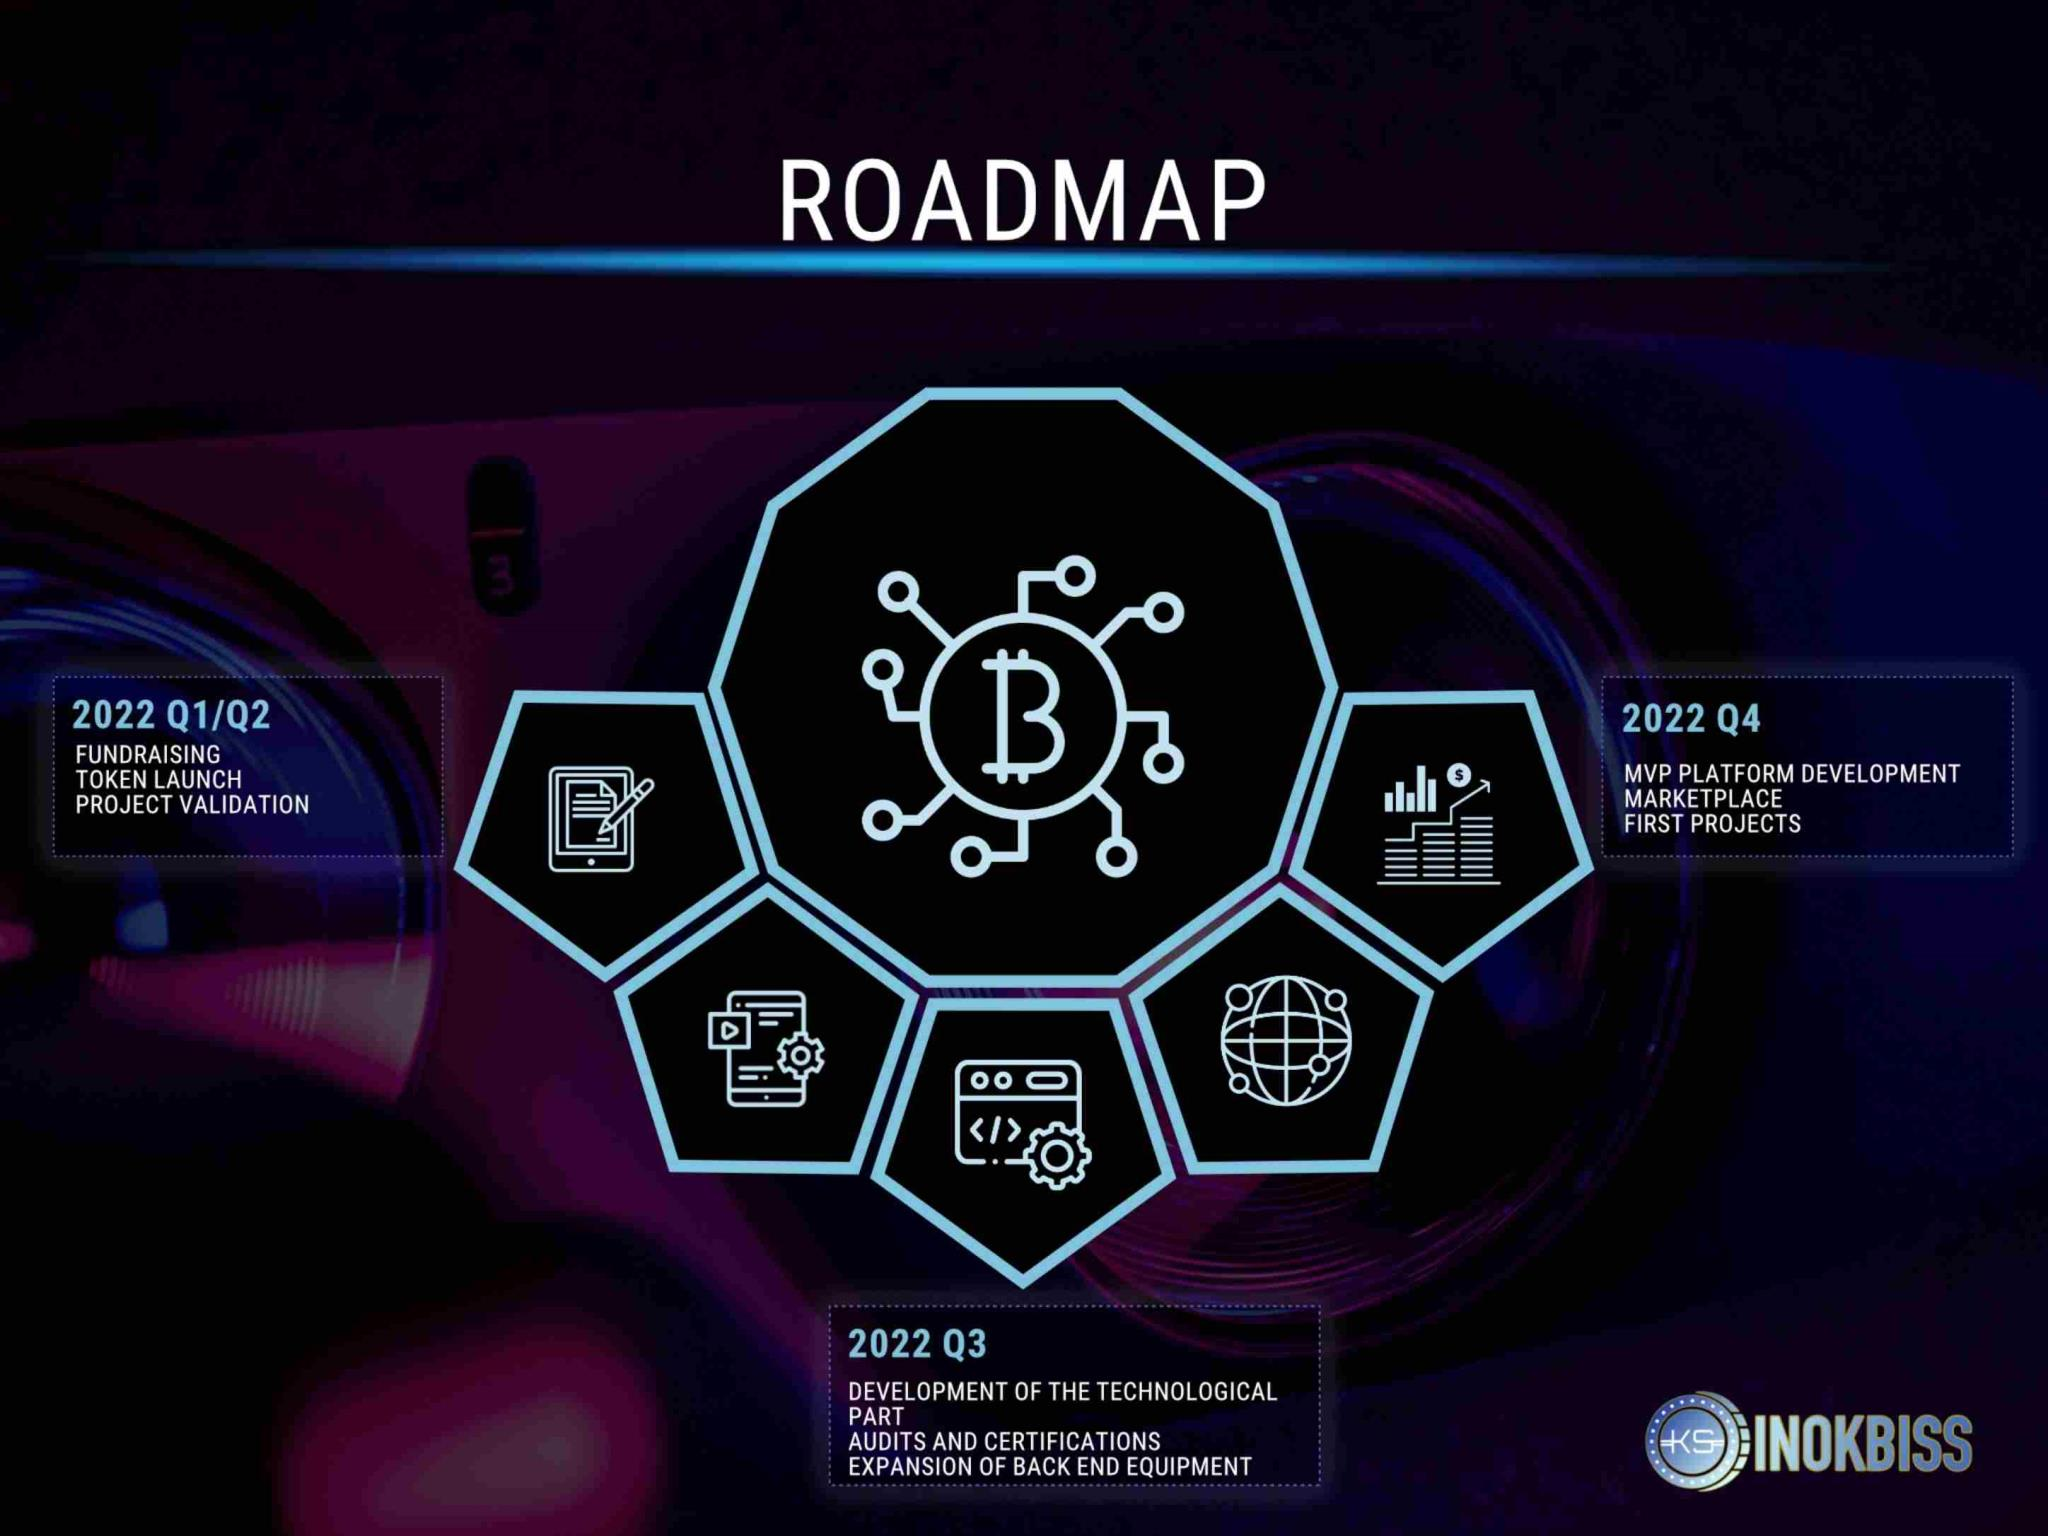 ROADMAP
3
2022 Q1/Q2
FUNDRAISING
TOKEN LAUNCH
PROJECT VALIDATION
2022 Q4
MVP PLATFORM DEVELOPMENT
MARKETPLACE
FIRST PROJECTS
$
</>
2022 Q3
DEVELOPMENT OF THE TECHNOLOGICAL
PART
AUDITS AND CERTIFICATIONS
EXPANSION OF BACK END EQUIPMENT
KS INOKBISS